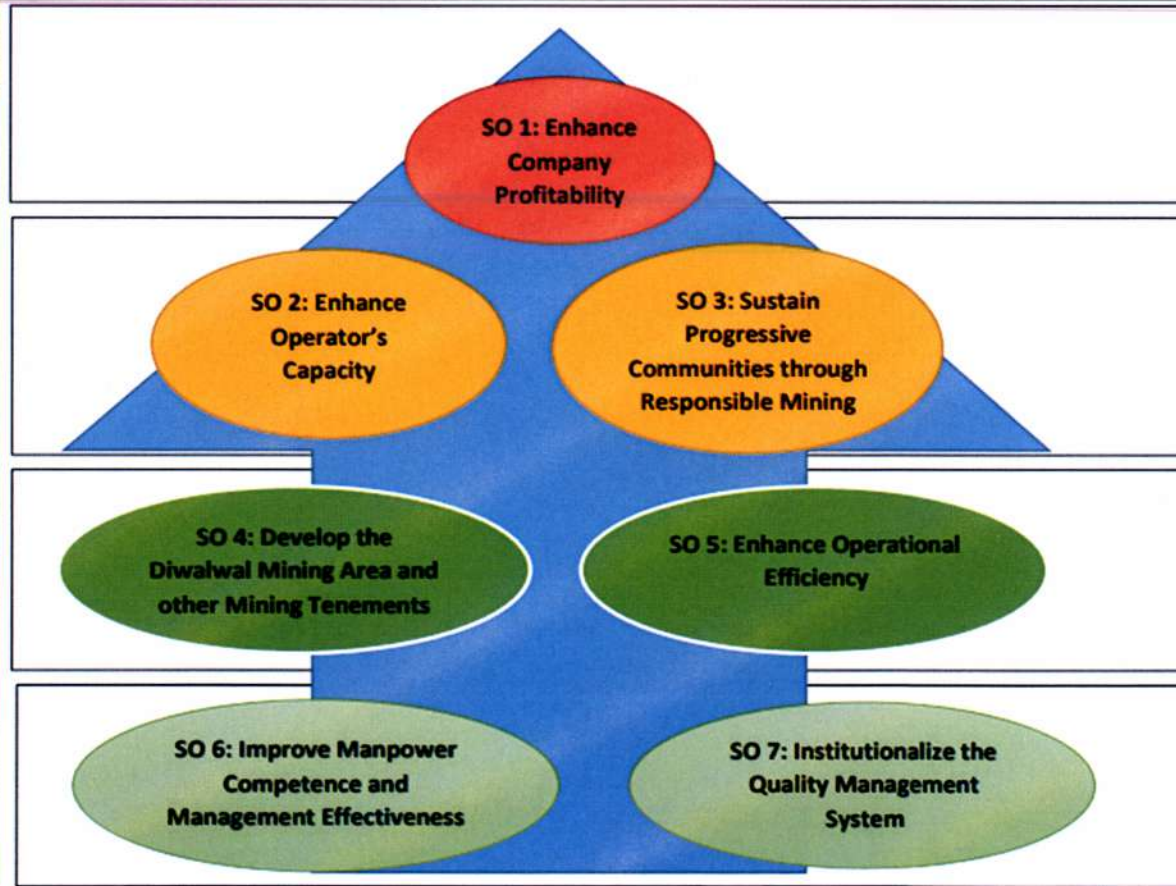 SO 1: Enhance
Company
Profitability
SO 2: Enhance
Operator's
Capacity
SO 3: Sustain
Progressive
Communities through
Responsible Mining
SO 4: Develop the
Diwalwal Mining Area and
other Mining Tenements
SO 5: Enhance Operational
Efficiency
SO 6: Improve Manpower
Competence and
Management Effectiveness
SO 7: Institutionalize the
Quality Management
System